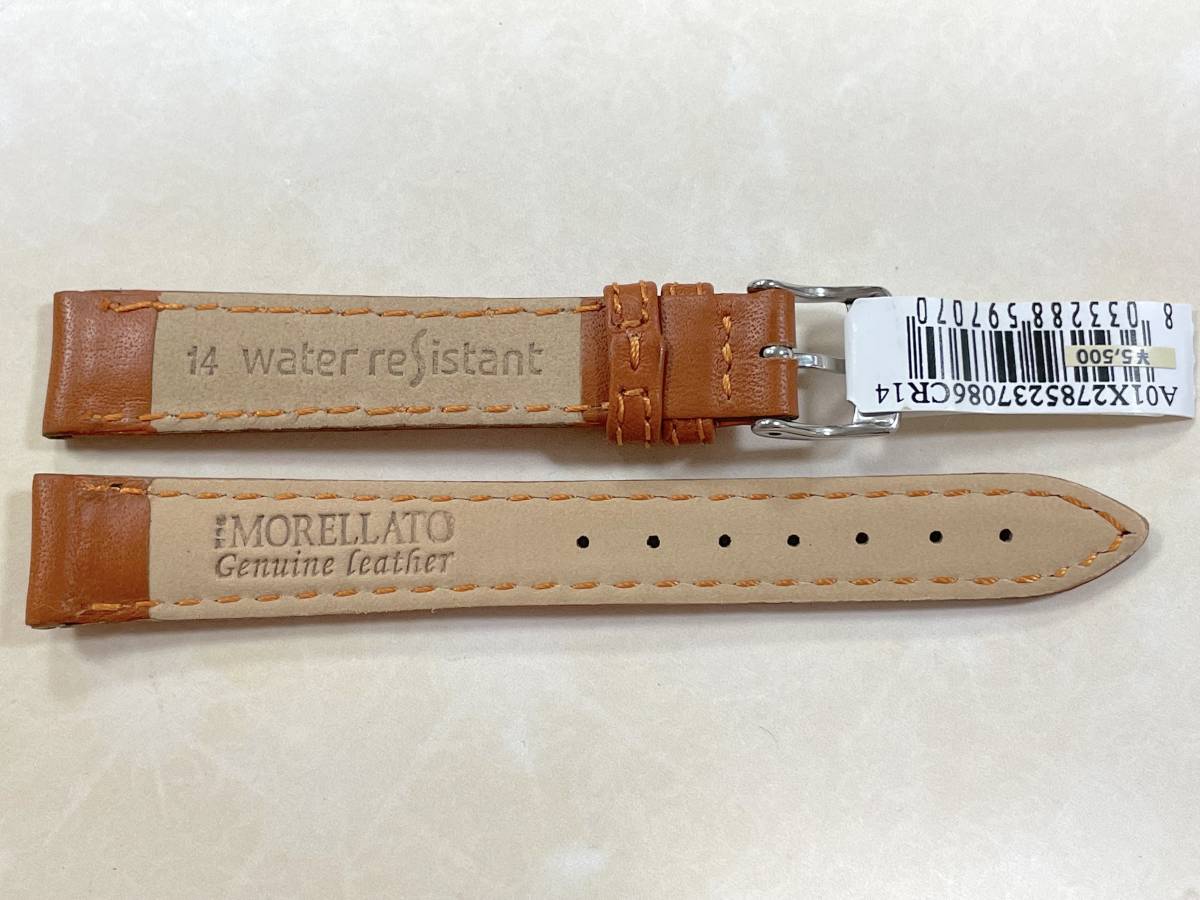 14 water resistant
MORELLATO
Genuine leather
A01X2785237086CR14
¥5,500
8 033288 597070